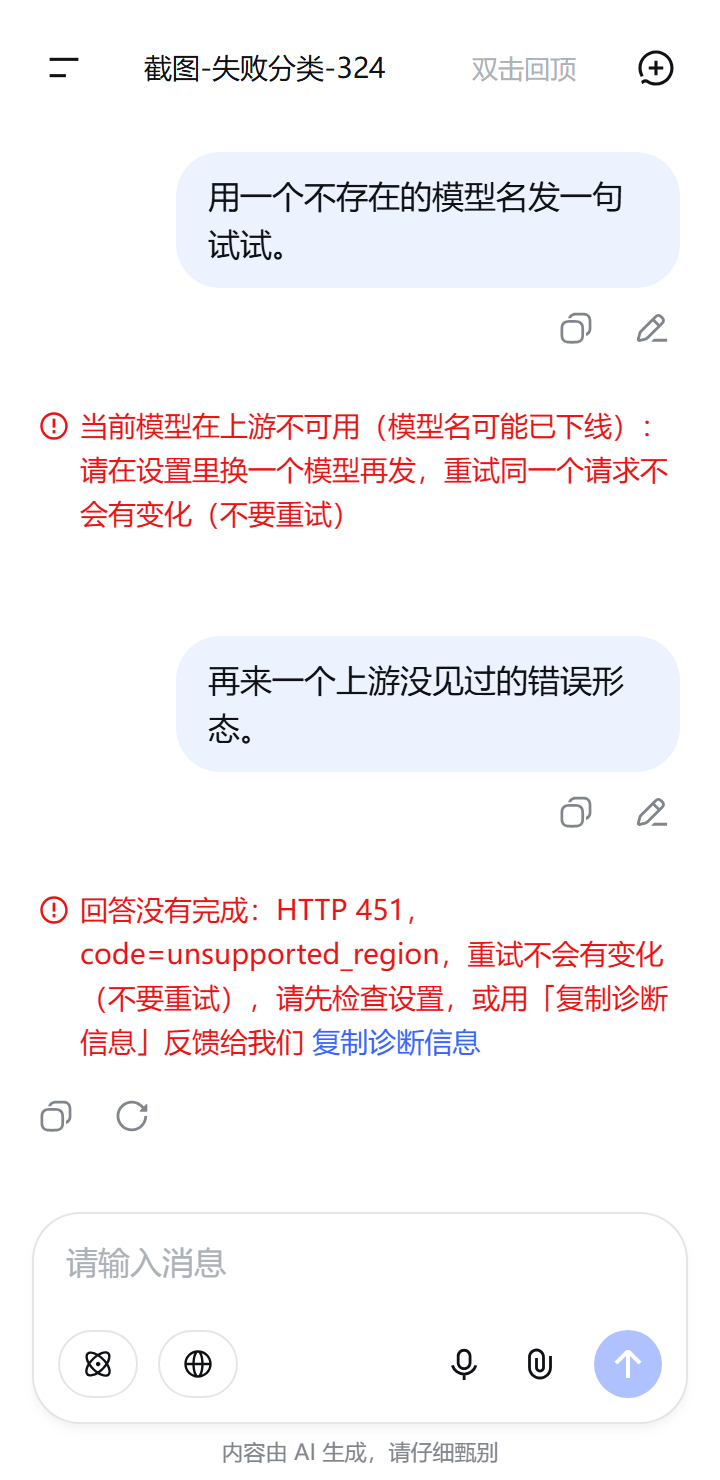 截图-失败分类-324
双击回顶
用一个不存在的模型名发一句
试试。
当前模型在上游不可用（模型名可能已下线）：
请在设置里换一个模型再发，重试同一个请求不
会有变化（不要重试）
再来一个上游没见过的错误形
态。
回答没有完成：HTTP 451，
code=unsupported_region，重试不会有变化
（不要重试），请先检查设置，或用「复制诊断
信息」反馈给我们 复制诊断信息
请输入消息
内容由 AI 生成，请仔细甄别